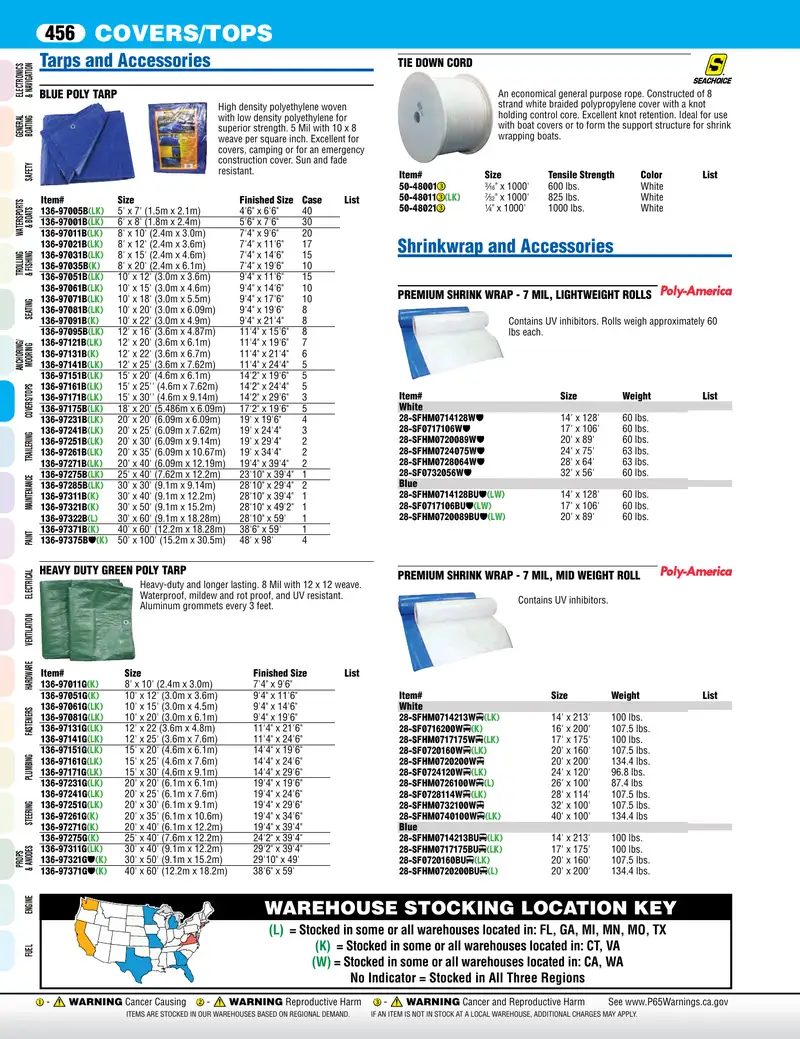 456 COVERS/TOPS
Tarps and Accessories
BLUE POLY TARP
High density polyethylene woven
with low density polyethylene for
superior strength. 5 Mil with 10 x 8
weave per square inch. Excellent for
covers, camping or for an emergency
construction cover. Sun and fade
resistant.
Item# Size Finished Size Case List
136-97005B(LK) 5' x 7' (1.5m x 2.1m) 4'6" x 6'6" 40
136-97001B(LK) 6' x 8' (1.8m x 2.4m) 5'6" x 7'6" 30
136-97011B(LK) 8' x 10' (2.4m x 3.0m) 7'4" x 9'6" 20
136-97021B(LK) 8' x 12' (2.4m x 3.6m) 7'4" x 11'6" 17
136-97031B(LK) 8' x 15' (2.4m x 4.6m) 7'4" x 14'6" 15
136-97035B(K) 8' x 20' (2.4m x 6.1m) 7'4" x 19'6" 10
136-97051B(LK) 10' x 12' (3.0m x 3.6m) 9'4" x 11'6" 15
136-97061B(LK) 10' x 15' (3.0m x 4.6m) 9'4" x 14'6" 10
136-97071B(LK) 10' x 18' (3.0m x 5.5m) 9'4" x 17'6" 10
136-97081B(LK) 10' x 20' (3.0m x 6.09m) 9'4" x 19'6" 8
136-97091B(K) 10' x 22' (3.0m x 4.9m) 9'4" x 21'4" 8
136-97095B(LK) 12' x 16' (3.6m x 4.87m) 11'4" x 15'6" 8
136-97121B(LK) 12' x 20' (3.6m x 6.1m) 11'4" x 19'6" 7
136-97131B(K) 12' x 22' (3.6m x 6.7m) 11'4" x 21'4" 6
136-97141B(LK) 12' x 25' (3.6m x 7.62m) 11'4" x 24'4" 5
136-97151B(LK) 15' x 20' (4.6m x 6.1m) 14'2" x 19'6" 5
136-97161B(LK) 15' x 25'' (4.6m x 7.62m) 14'2" x 24'4" 5
136-97171B(LK) 15' x 30'' (4.6m x 9.14m) 14'2" x 29'6" 3
136-97175B(LK) 18' x 20' (5.486m x 6.09m) 17'2" x 19'6" 5
136-97231B(LK) 20' x 20' (6.09m x 6.09m) 19' x 19'6" 4
136-97241B(LK) 20' x 25' (6.09m x 7.62m) 19' x 24'4" 3
136-97251B(LK) 20' x 30' (6.09m x 9.14m) 19' x 29'4" 2
136-97261B(LK) 20' x 35' (6.09m x 10.67m) 19' x 34'4" 2
136-97271B(LK) 20' x 40' (6.09m x 12.19m) 19'4" x 39'4" 2
136-97275B(LK) 25' x 40' (7.62m x 12.2m) 23'10" x 39'4" 1
136-97285B(LK) 30' x 30' (9.1m x 9.14m) 28'10" x 29'4" 2
136-97311B(K) 30' x 40' (9.1m x 12.2m) 28'10" x 39'4" 1
136-97321B(K) 30' x 50' (9.1m x 15.2m) 28'10" x 49'2" 1
136-97322B(L) 30' x 60' (9.1m x 18.28m) 28'10" x 59' 1
136-97371B(K) 40' x 60' (12.2m x 18.28m) 38'6" x 59' 1
136-97375B(K) 50' x 100' (15.2m x 30.5m) 48' x 98' 4
HEAVY DUTY GREEN POLY TARP
Heavy-duty and longer lasting. 8 Mil with 12 x 12 weave.
Waterproof, mildew and rot proof, and UV resistant.
Aluminum grommets every 3 feet.
Item# Size Finished Size List
136-97011G(K) 8' x 10' (2.4m x 3.0m) 7'4" x 9'6"
136-97051G(K) 10' x 12' (3.0m x 3.6m) 9'4" x 11'6"
136-97061G(LK) 10' x 15' (3.0m x 4.5m) 9'4" x 14'6"
136-97081G(LK) 10' x 20' (3.0m x 6.1m) 9'4" x 19'6"
136-97131G(LK) 12' x 22 (3.6m x 4.8m) 11'4" x 21'6"
136-97141G(LK) 12' x 25' (3.6m x 7.6m) 11'4" x 24'6"
136-97151G(LK) 15' x 20' (4.6m x 6.1m) 14'4" x 19'6"
136-97161G(LK) 15' x 25' (4.6m x 7.6m) 14'4" x 24'6"
136-97171G(LK) 15' x 30' (4.6m x 9.1m) 14'4" x 29'6"
136-97231G(LK) 20' x 20' (6.1m x 6.1m) 19'4" x 19'6"
136-97241G(LK) 20' x 25' (6.1m x 7.6m) 19'4" x 24'6"
136-97251G(LK) 20' x 30' (6.1m x 9.1m) 19'4" x 29'6"
136-97261G(K) 20' x 35' (6.1m x 10.6m) 19'4" x 34'6"
136-97271G(K) 20' x 40' (6.1m x 12.2m) 19'4" x 39'4"
136-97275G(K) 25' x 40' (7.6m x 12.2m) 24'2" x 39'4"
136-97311G(LK) 30' x 40' (9.1m x 12.2m) 29'2" x 39'4"
136-97321G(K) 30' x 50' (9.1m x 15.2m) 29'10" x 49'
136-97371G(K) 40' x 60' (12.2m x 18.2m) 38'6" x 59'
TIE DOWN CORD
S
SEACHOICE
An economical general purpose rope. Constructed of 8
strand white braided polypropylene cover with a knot
holding control core. Excellent knot retention. Ideal for use
with boat covers or to form the support structure for shrink
wrapping boats.
Item# Size Tensile Strength Color List
50-48001③ 3⁄16" x 1000' 600 lbs. White
50-48011③(LK) 7⁄32" x 1000' 825 lbs. White
50-48021③ 1⁄4" x 1000' 1000 lbs. White
Shrinkwrap and Accessories
PREMIUM SHRINK WRAP - 7 MIL, LIGHTWEIGHT ROLLS
Poly-America
Contains UV inhibitors. Rolls weigh approximately 60
lbs each.
Item# Size Weight List
White
28-SFHM0714128W 14' x 128' 60 lbs.
28-SF0717106W 17' x 106' 60 lbs.
28-SFHM0720089W 20' x 89' 60 lbs.
28-SFHM0724075W 24' x 75' 63 lbs.
28-SFHM0728064W 28' x 64' 63 lbs.
28-SF0732056W 32' x 56' 60 lbs.
Blue
28-SFHM0714128BU(LW) 14' x 128' 60 lbs.
28-SF0717106BU(LW) 17' x 106' 60 lbs.
28-SFHM0720089BU(LW) 20' x 89' 60 lbs.
PREMIUM SHRINK WRAP - 7 MIL, MID WEIGHT ROLL
Poly-America
Contains UV inhibitors.
Item# Size Weight List
White
28-SFHM0714213W(LK) 14' x 213' 100 lbs.
28-SF0716200W(K) 16' x 200' 107.5 lbs.
28-SFHM0717175W(LK) 17' x 175' 100 lbs.
28-SF0720160W(LK) 20' x 160' 107.5 lbs.
28-SFHM0720200W 20' x 200' 134.4 lbs.
28-SF0724120W(LK) 24' x 120' 96.8 lbs.
28-SFHM0726100W(L) 26' x 100' 87.4 lbs
28-SF0728114W(LK) 28' x 114' 107.5 lbs.
28-SFHM0732100W 32' x 100' 107.5 lbs.
28-SFHM0740100W(LK) 40' x 100' 134.4 lbs
Blue
28-SFHM0714213BU(LK) 14' x 213' 100 lbs.
28-SFHM0717175BU(LK) 17' x 175' 100 lbs.
28-SF0720160BU(LK) 20' x 160' 107.5 lbs.
28-SFHM0720200BU(L) 20' x 200' 134.4 lbs.
WAREHOUSE STOCKING LOCATION KEY
(L) = Stocked in some or all warehouses located in: FL, GA, MI, MN, MO, TX
(K) = Stocked in some or all warehouses located in: CT, VA
(W) = Stocked in some or all warehouses located in: CA, WA
No Indicator = Stocked in All Three Regions
① - WARNING Cancer Causing ② - WARNING Reproductive Harm ③ - WARNING Cancer and Reproductive Harm See www.P65Warnings.ca.gov
ITEMS ARE STOCKED IN OUR WAREHOUSES BASED ON REGIONAL DEMAND. IF AN ITEM IS NOT IN STOCK AT A LOCAL WAREHOUSE, ADDITIONAL CHARGES MAY APPLY.
ELECTRONICS
& NAVIGATION
GENERAL
BOATING
SAFETY
WATERSPORTS
& BOATS
TROLLING
& FISHING
SEATING
ANCHORING/
MOORING
COVERS/TOPS
TRAILERING
MAINTENANCE
PAINT
ELECTRICAL
VENTILATION
HARDWARE
FASTENERS
PLUMBING
STEERING
PROPS
& ANODES
ENGINE
FUEL